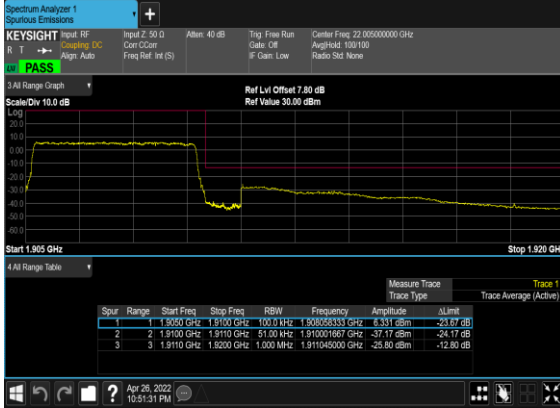 Spectrum Analyzer 1
Spurious Emissions
+
KEYSIGHT Input: RF Input Z: 50 Ω Atten: 40 dB Trig: Free Run Center Freq: 22.005000000 GHz
R T Coupling: DC Corr CCorr Gate: Off Avg|Hold: 100/100
Align: Auto Freq Ref: Int (S) IF Gain: Low Radio Std: None
PASS
3 All Range Graph
Ref Lvl Offset 7.80 dB
Scale/Div 10.0 dB Ref Value 30.00 dBm
Log
20.0
10.0
0.00
-10.0
-20.0
-30.0
-40.0
-50.0
-60.0
Start 1.905 GHz Stop 1.920 GH
4 All Range Table
Measure Trace Trace 1
Trace Type Trace Average (Active)
Spur Range Start Freq Stop Freq RBW Frequency Amplitude ΔLimit
1 1 1.9050 GHz 1.9100 GHz 100.0 kHz 1.908058333 GHz 6.331 dBm -23.67 dB
2 2 1.9100 GHz 1.9110 GHz 51.00 kHz 1.910001667 GHz -37.17 dBm -24.17 dB
3 3 1.9110 GHz 1.9200 GHz 1.000 MHz 1.911045000 GHz -25.80 dBm -12.80 dB
? Apr 26, 2022
10:51:31 PM